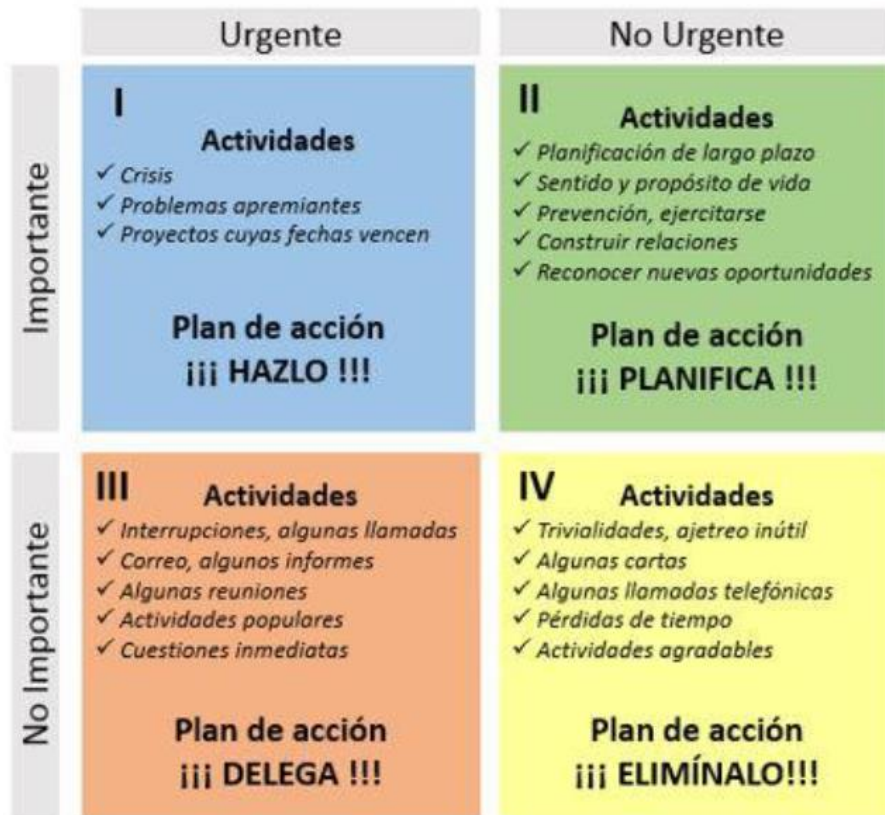 Urgente
No Urgente
Importante
I
Actividades
✓ Crisis
✓ Problemas apremiantes
✓ Proyectos cuyas fechas vencen
Plan de acción
¡¡¡ HAZLO !!!
II
Actividades
✓ Planificación de largo plazo
✓ Sentido y propósito de vida
✓ Prevención, ejercitarse
✓ Construir relaciones
✓ Reconocer nuevas oportunidades
Plan de acción
¡¡¡ PLANIFICA !!!
No Importante
III
Actividades
✓ Interrupciones, algunas llamadas
✓ Correo, algunos informes
✓ Algunas reuniones
✓ Actividades populares
✓ Cuestiones inmediatas
Plan de acción
¡¡¡ DELEGA !!!
IV
Actividades
✓ Trivialidades, ajetreo inútil
✓ Algunas cartas
✓ Algunas llamadas telefónicas
✓ Pérdidas de tiempo
✓ Actividades agradables
Plan de acción
¡¡¡ ELIMÍNALO!!!